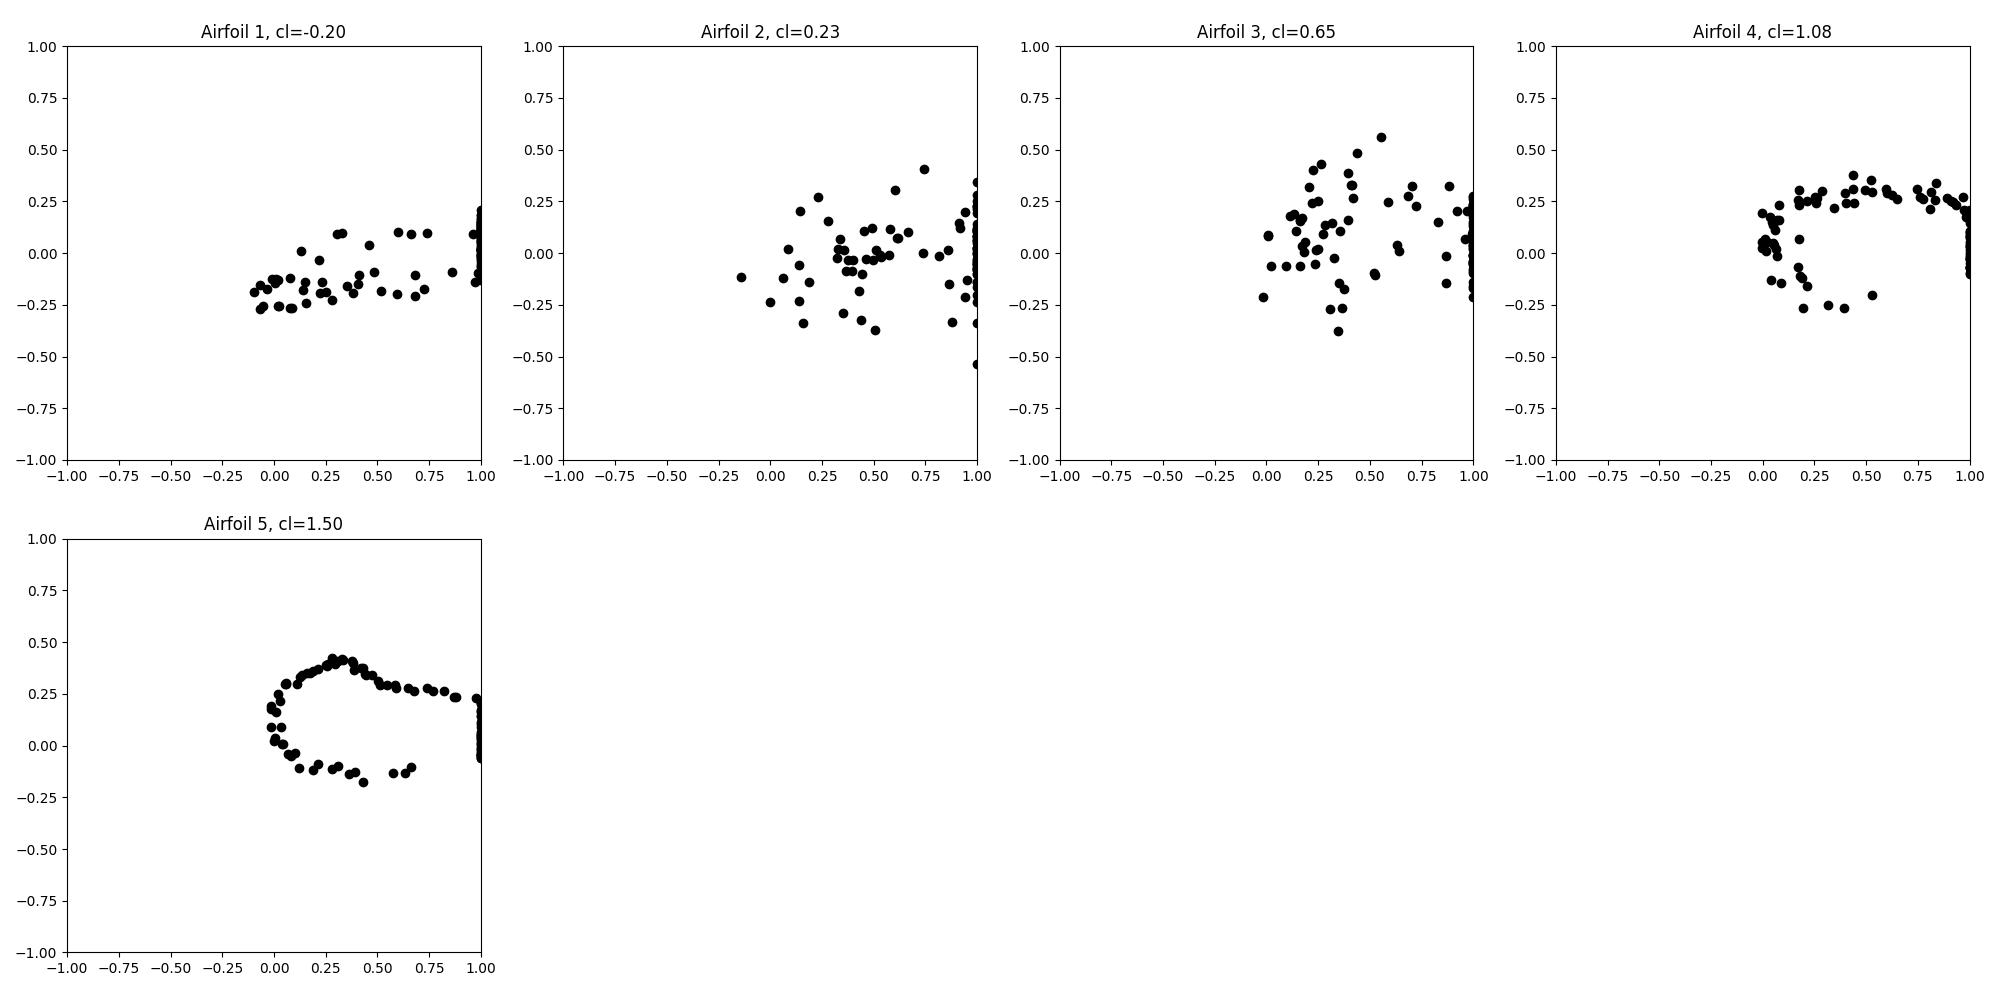 Airfoil 1, cl=-0.20
Airfoil 2, cl=0.23
Airfoil 3, cl=0.65
Airfoil 4, cl=1.08
1.00 1.00 1.00 1.00
0.75 0.75 0.75 0.75
0.50 0.50 0.50 0.50
0.25 0.25 0.25 0.25
0.00 0.00 0.00 0.00
−0.25 −0.25 −0.25 −0.25
−0.50 −0.50 −0.50 −0.50
−0.75 −0.75 −0.75 −0.75
−1.00 −1.00 −1.00 −1.00
−1.00 −0.75 −0.50 −0.25 0.00 0.25 0.50 0.75 1.00
−1.00 −0.75 −0.50 −0.25 0.00 0.25 0.50 0.75 1.00
−1.00 −0.75 −0.50 −0.25 0.00 0.25 0.50 0.75 1.00
−1.00 −0.75 −0.50 −0.25 0.00 0.25 0.50 0.75 1.00
Airfoil 5, cl=1.50
1.00
0.75
0.50
0.25
0.00
−0.25
−0.50
−0.75
−1.00
−1.00 −0.75 −0.50 −0.25 0.00 0.25 0.50 0.75 1.00